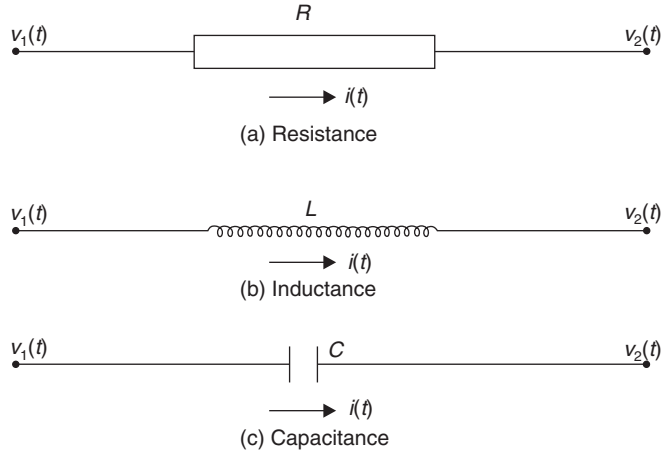 R
v1(t) v2(t)
i(t)
(a) Resistance
L
v1(t) v2(t)
i(t)
(b) Inductance
v1(t) C v2(t)
i(t)
(c) Capacitance